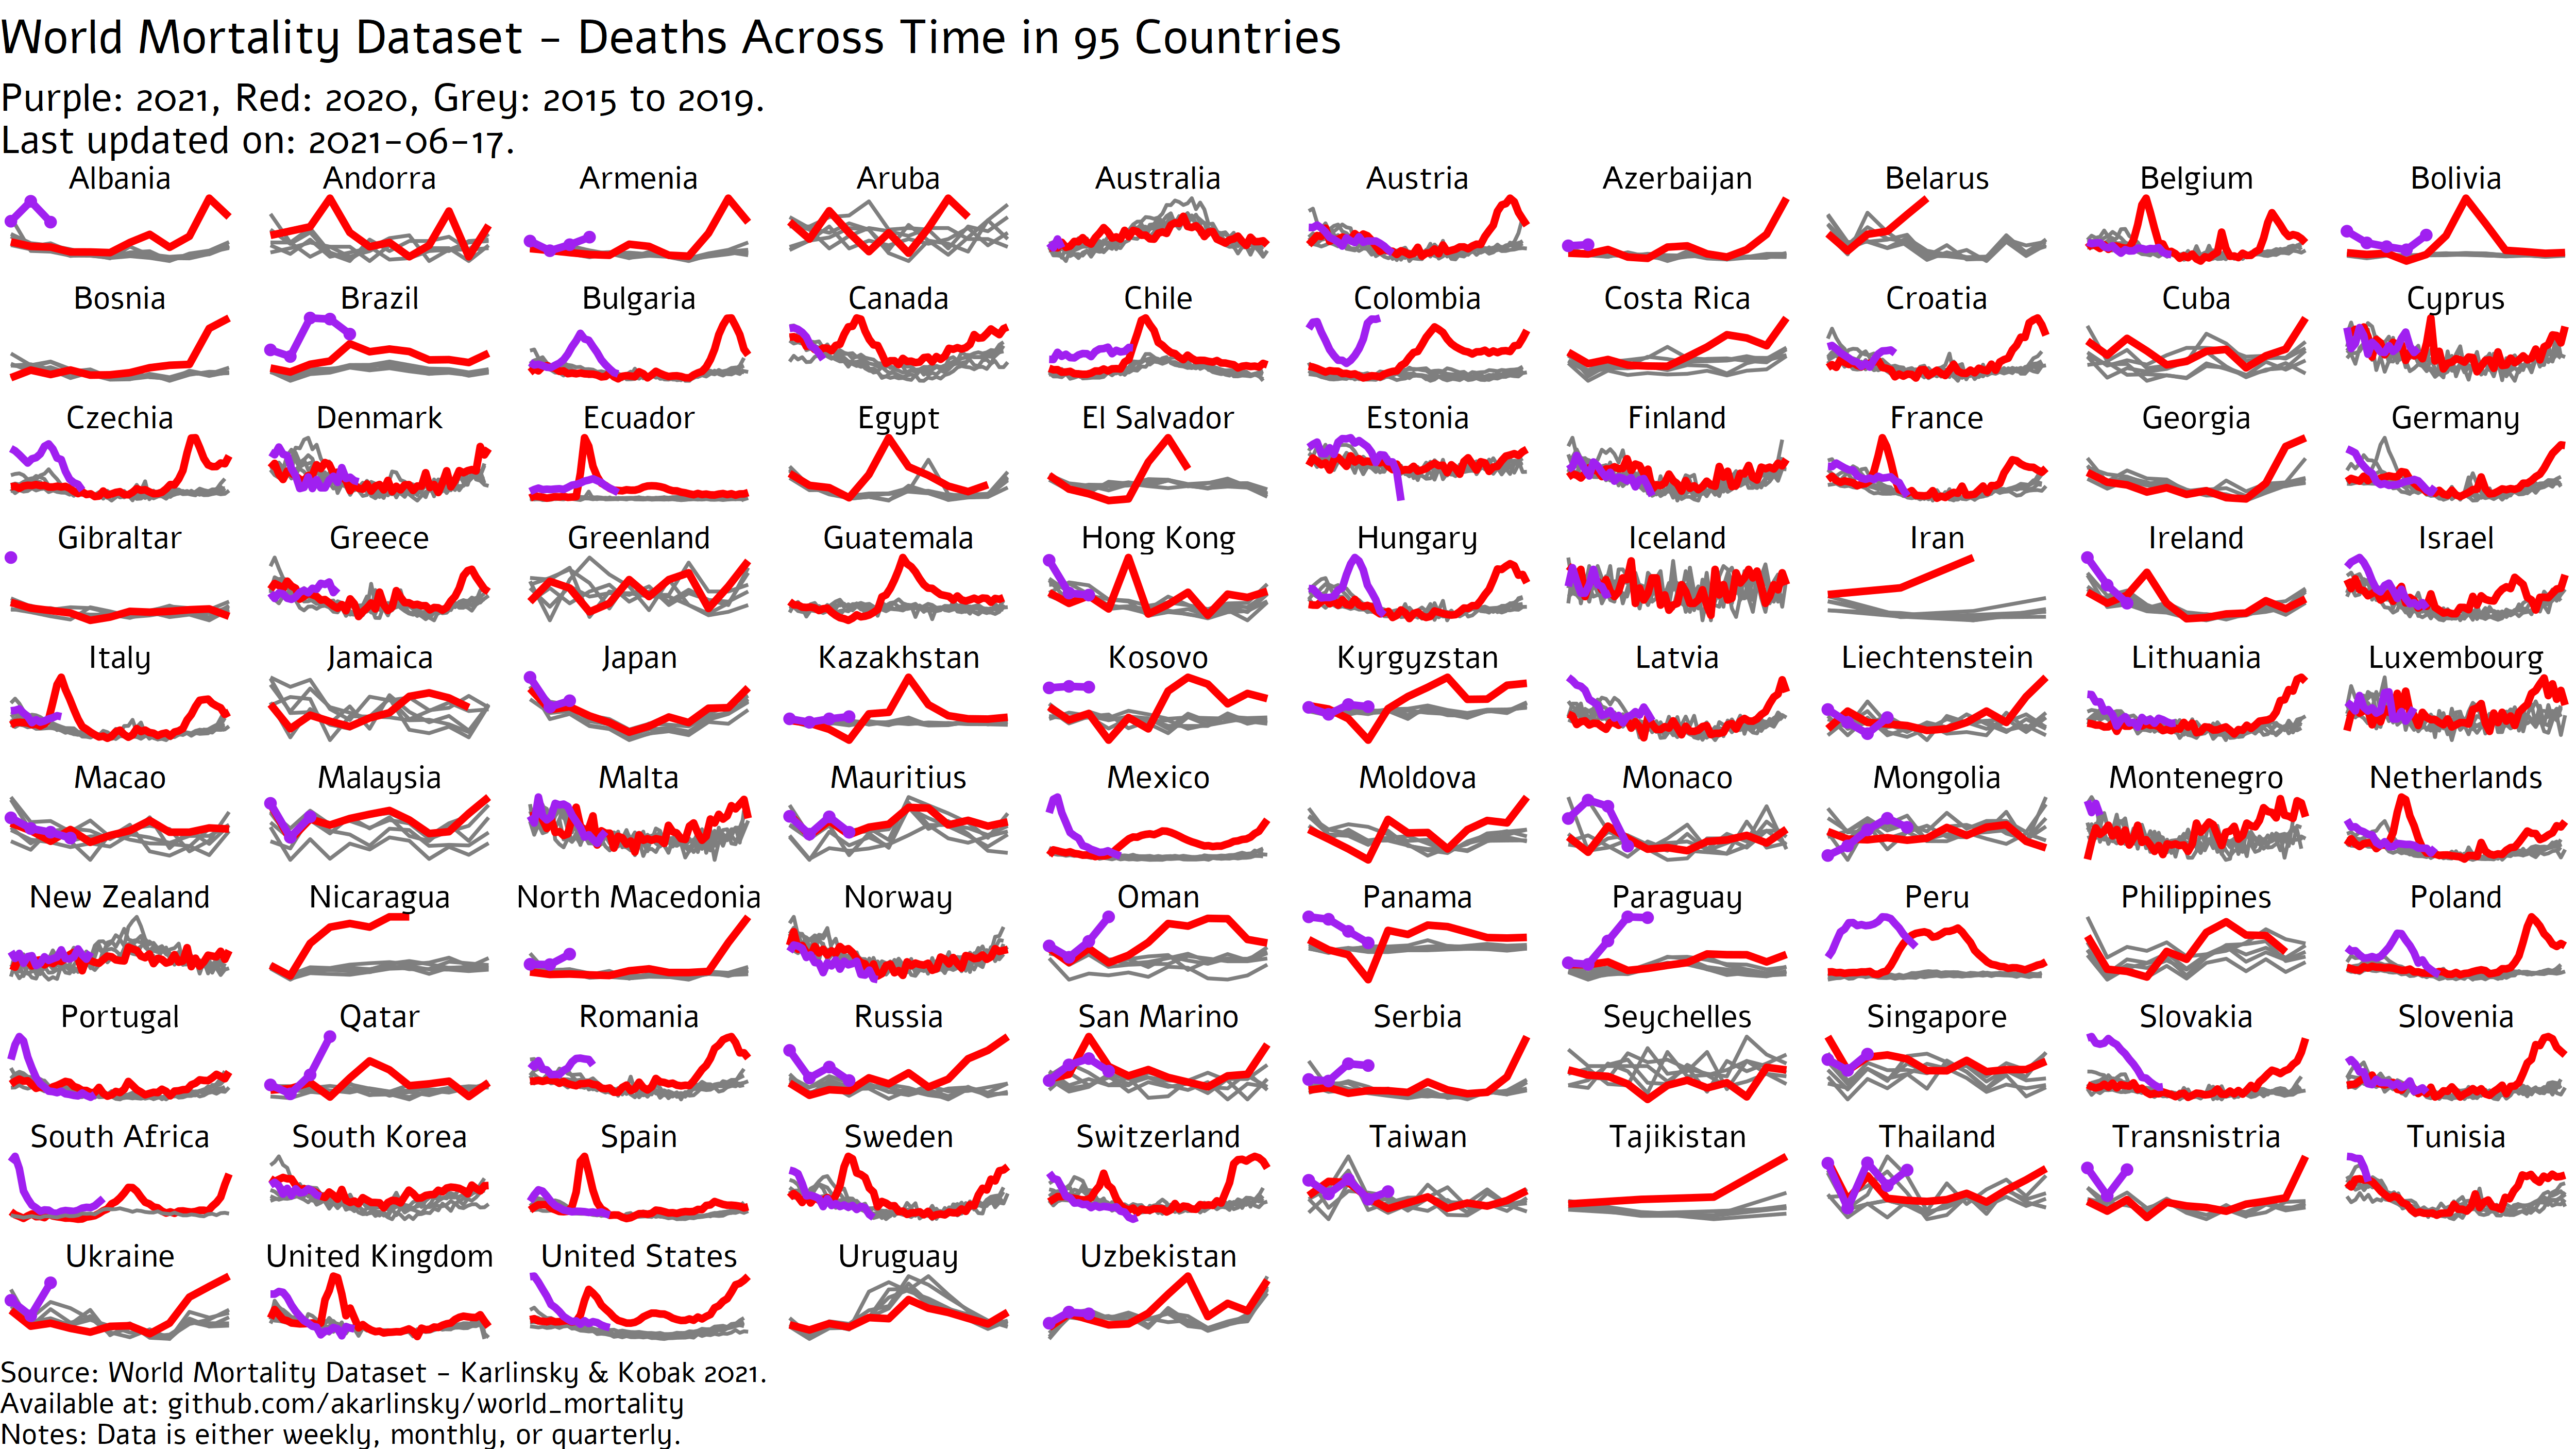 World Mortality Dataset – Deaths Across Time in 95 Countries
Purple: 2021, Red: 2020, Grey: 2015 to 2019.
Last updated on: 2021-06-17.
Albania Andorra Armenia Aruba Australia Austria Azerbaijan Belarus Belgium Bolivia
Bosnia Brazil Bulgaria Canada Chile Colombia Costa Rica Croatia Cuba Cyprus
Czechia Denmark Ecuador Egypt El Salvador Estonia Finland France Georgia Germany
Gibraltar Greece Greenland Guatemala Hong Kong Hungary Iceland Iran Ireland Israel
Italy Jamaica Japan Kazakhstan Kosovo Kyrgyzstan Latvia Liechtenstein Lithuania Luxembourg
Macao Malaysia Malta Mauritius Mexico Moldova Monaco Mongolia Montenegro Netherlands
New Zealand Nicaragua North Macedonia Norway Oman Panama Paraguay Peru Philippines Poland
Portugal Qatar Romania Russia San Marino Serbia Seychelles Singapore Slovakia Slovenia
South Africa South Korea Spain Sweden Switzerland Taiwan Tajikistan Thailand Transnistria Tunisia
Ukraine United Kingdom United States Uruguay Uzbekistan
Source: World Mortality Dataset – Karlinsky & Kobak 2021.
Available at: github.com/akarlinsky/world_mortality
Notes: Data is either weekly, monthly, or quarterly.